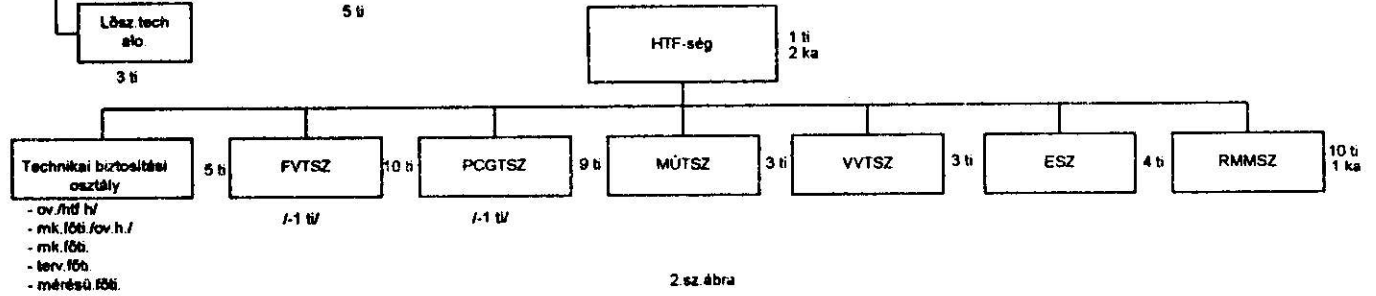 5 ti
Lösz.tech
alo.
3 ti
HTF-ség
1 ti
2 ka
Technikai biztosítási
osztály
5 ti
FVTSZ
10 ti
PCGTSZ
9 ti
MÚTSZ
3 ti
VVTSZ
3 ti
ESZ
4 ti
RMMSZ
10 ti
1 ka
- ov./htf h/
- mk.főti./ov.h./
- mk.főti.
- terv.főti.
- mérésü.főti.
/-1 ti/
/-1 ti/
2.sz.ábra